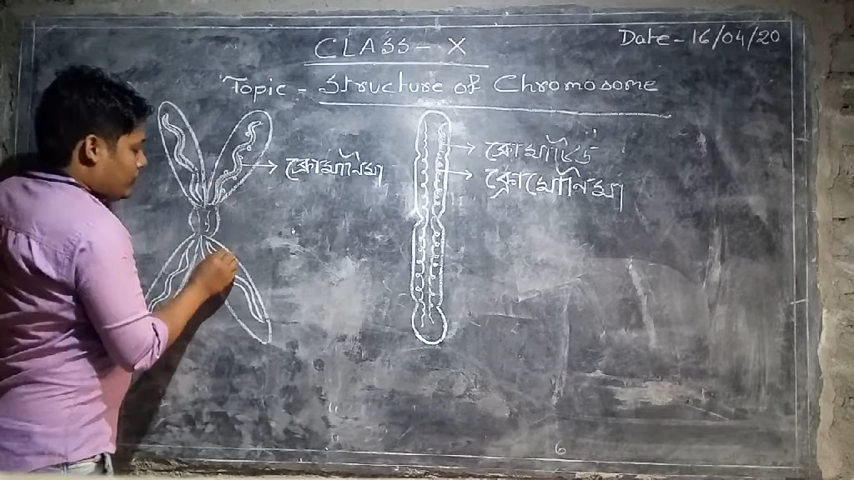 CLASS - X
Date - 16/04/20
Topic - Structure of Chromosome
ক্রোমাটিড
ক্রোমোনিমা
ক্রোমোনিমা